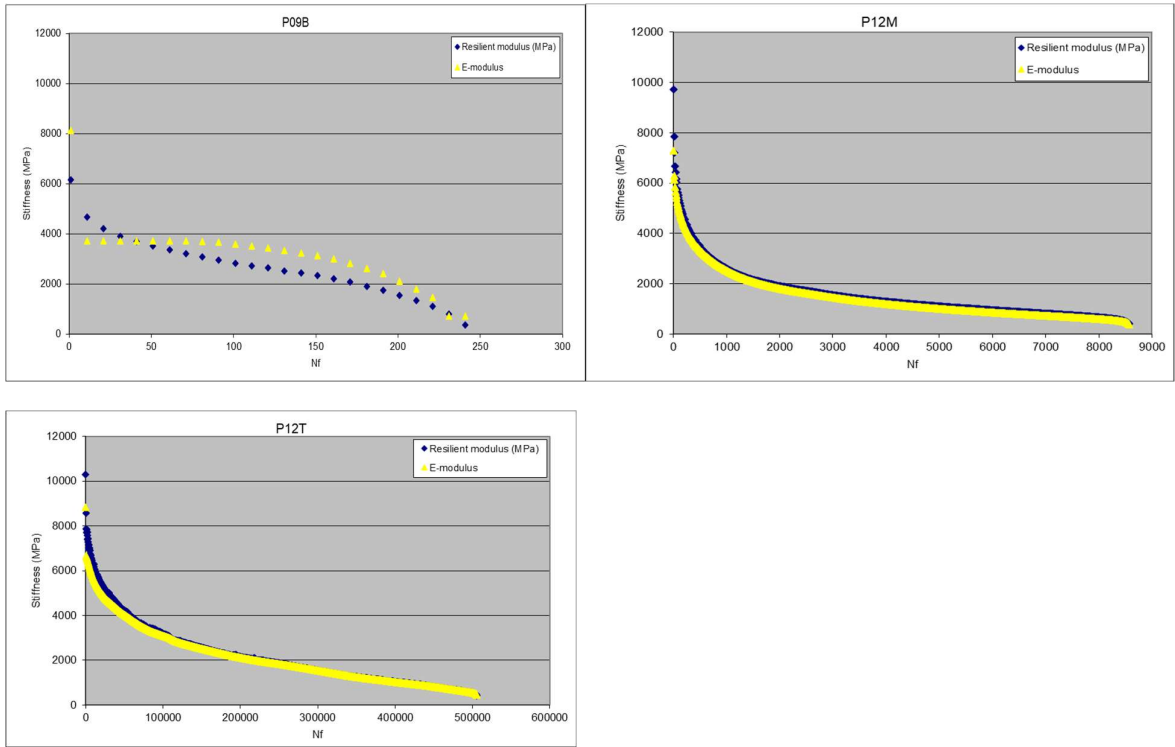 P09B
12000
10000
8000
6000
4000
2000
0
Stiffness (MPa)
0 50 100 150 200 250 300
Nf
Resilient modulus (MPa)
E-modulus
P12M
12000
10000
8000
6000
4000
2000
0
Stiffness (MPa)
0 1000 2000 3000 4000 5000 6000 7000 8000 9000
Nf
Resilient modulus (MPa)
E-modulus
P12T
12000
10000
8000
6000
4000
2000
0
Stiffness (MPa)
0 100000 200000 300000 400000 500000 600000
Nf
Resilient modulus (MPa)
E-modulus